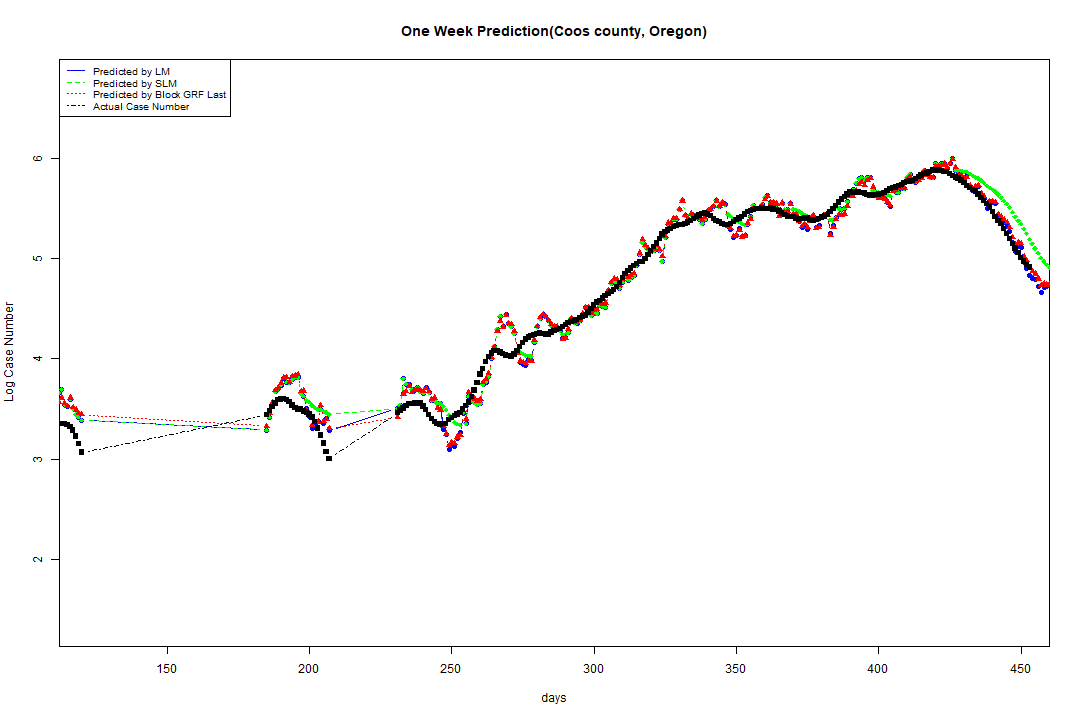 One Week Prediction(Coos county, Oregon)
Predicted by LM
Predicted by SLM
Predicted by Block GRF Last
Actual Case Number
6
5
4
3
2
Log Case Number
150 200 250 300 350 400 450
days